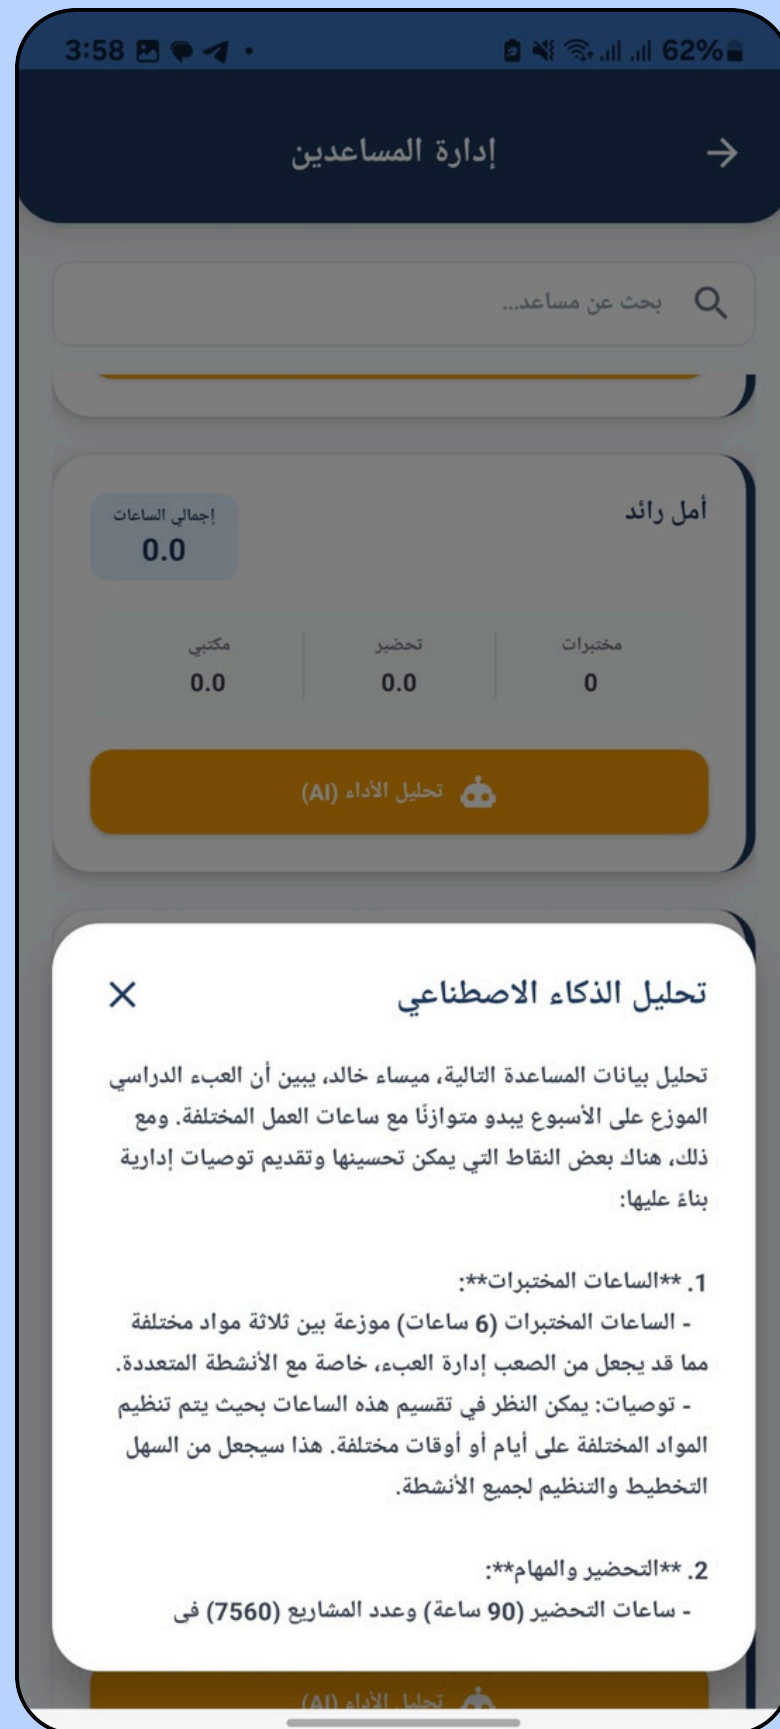 3:58
62%
إدارة المساعدين
بحث عن مساعد...
أمل رائد
إجمالي الساعات
0.0
مختبرات
تحضير
مكتبي
0
0.0
0.0
تحليل الأداء (AI)
تحليل الذكاء الاصطناعي
تحليل بيانات المساعدة التالية، ميساء خالد، يبين أن العبء الدراسي
الموزع على الأسبوع يبدو متوازنًا مع ساعات العمل المختلفة. ومع
ذلك، هناك بعض النقاط التي يمكن تحسينها وتقديم توصيات إدارية
بناءً عليها:
1. **الساعات المختبرات**:
- الساعات المختبرات (6 ساعات) موزعة بين ثلاثة مواد مختلفة
مما قد يجعل من الصعب إدارة العبء، خاصة مع الأنشطة المتعددة.
- توصيات: يمكن النظر في تقسيم هذه الساعات بحيث يتم تنظيم
المواد المختلفة على أيام أو أوقات مختلفة. هذا سيجعل من السهل
التخطيط والتنظيم لجميع الأنشطة.
2. **التحضير والمهام**:
- ساعات التحضير (90 ساعة) وعدد المشاريع (7560) في
تحليل الأداء (AI)